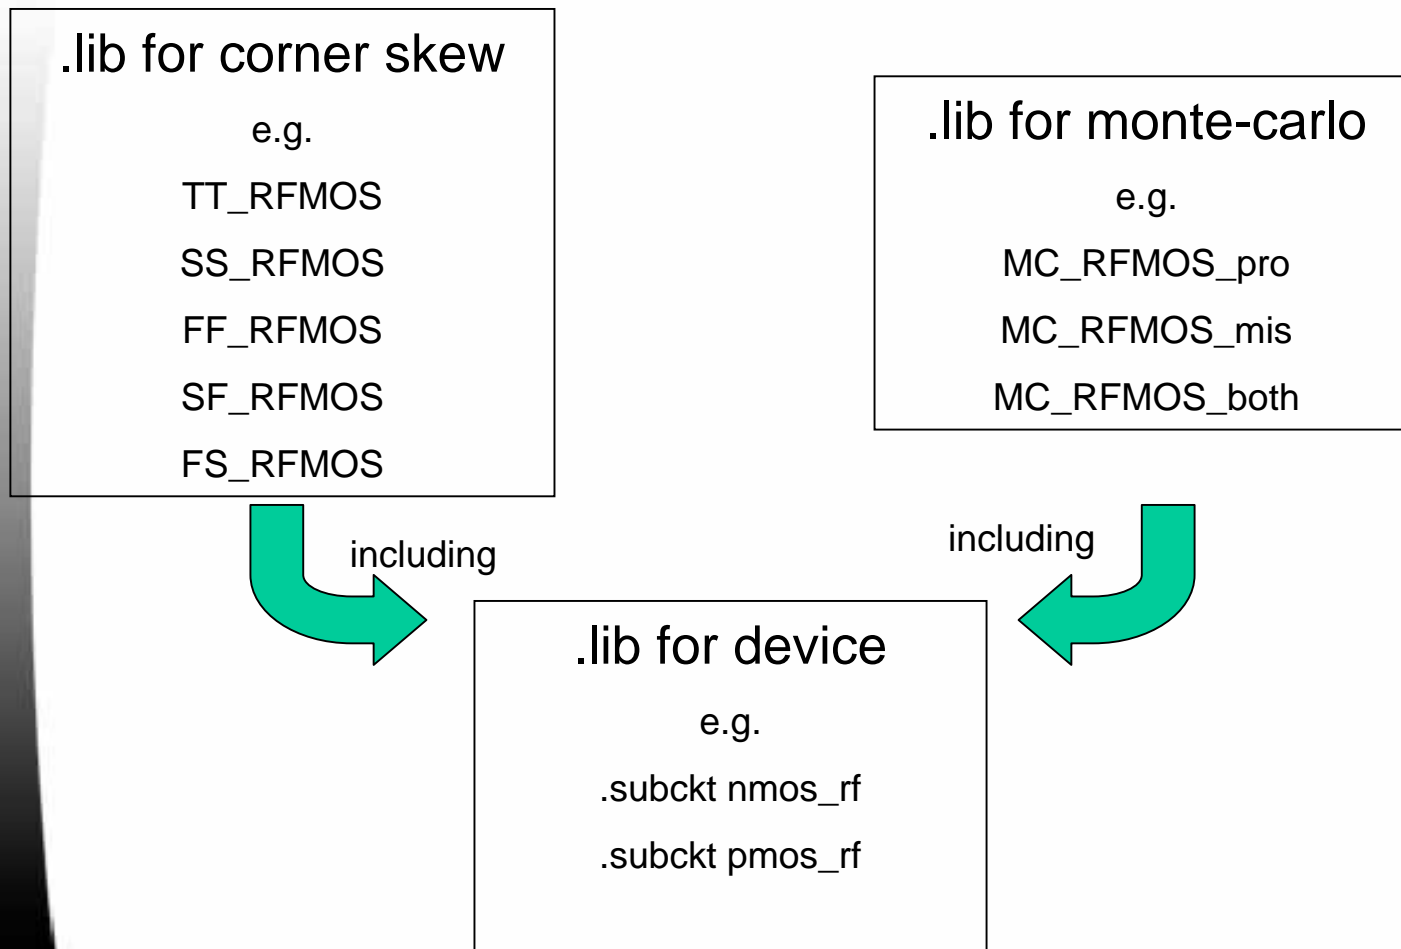 .lib for corner skew
e.g.
TT_RFMOS
SS_RFMOS
FF_RFMOS
SF_RFMOS
FS_RFMOS
.lib for monte-carlo
e.g.
MC_RFMOS_pro
MC_RFMOS_mis
MC_RFMOS_both
including
including
.lib for device
e.g.
.subckt nmos_rf
.subckt pmos_rf